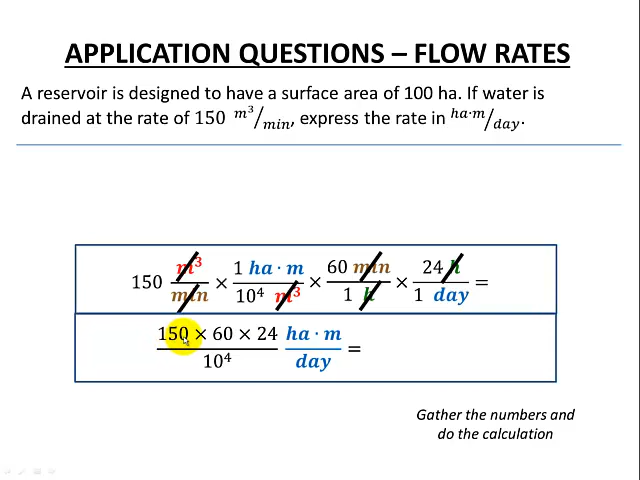 APPLICATION QUESTIONS – FLOW RATES
A reservoir is designed to have a surface area of 100 ha. If water is
drained at the rate of 150 m³/min, express the rate in ha·m/day.
150 m³/min × 1 ha · m/10⁴ m³ × 60 min/1 h × 24 h/1 day =
150 × 60 × 24/10⁴ ha · m/day =
Gather the numbers and
do the calculation